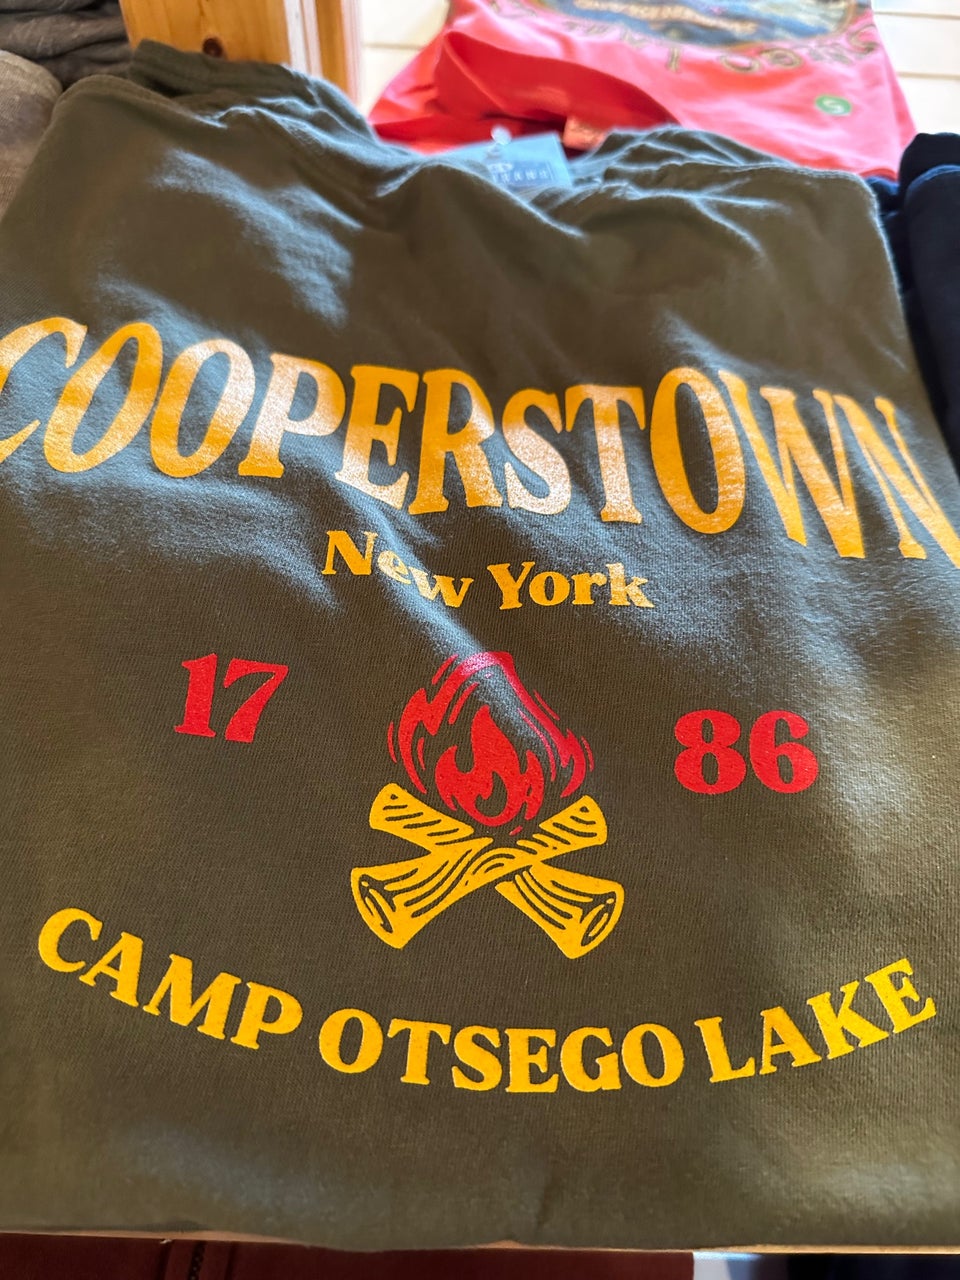 COOPERSTOWN
New York
17 86
CAMP OTSEGO LAKE
S